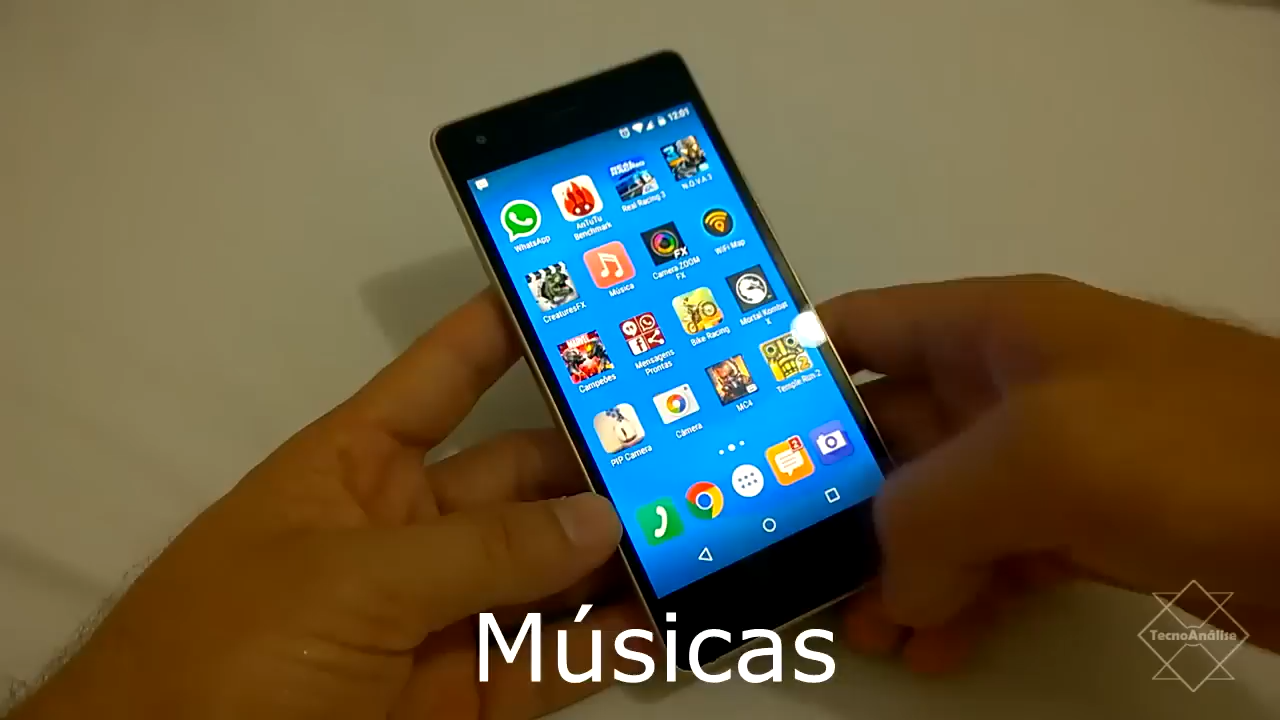 12:01
WhatsApp
AnTuTu
Benchmark
Real Racing 3
N.O.V.A. 3
CreaturesFX
Música
Camera ZOOM
FX
WiFi Map
MARVEL
Campeões
Mensagens
Prontas
Bike Racing
Mortal Kombat
X
PIP Camera
Câmera
MC4
Temple Run 2
Músicas
TecnoAnálise